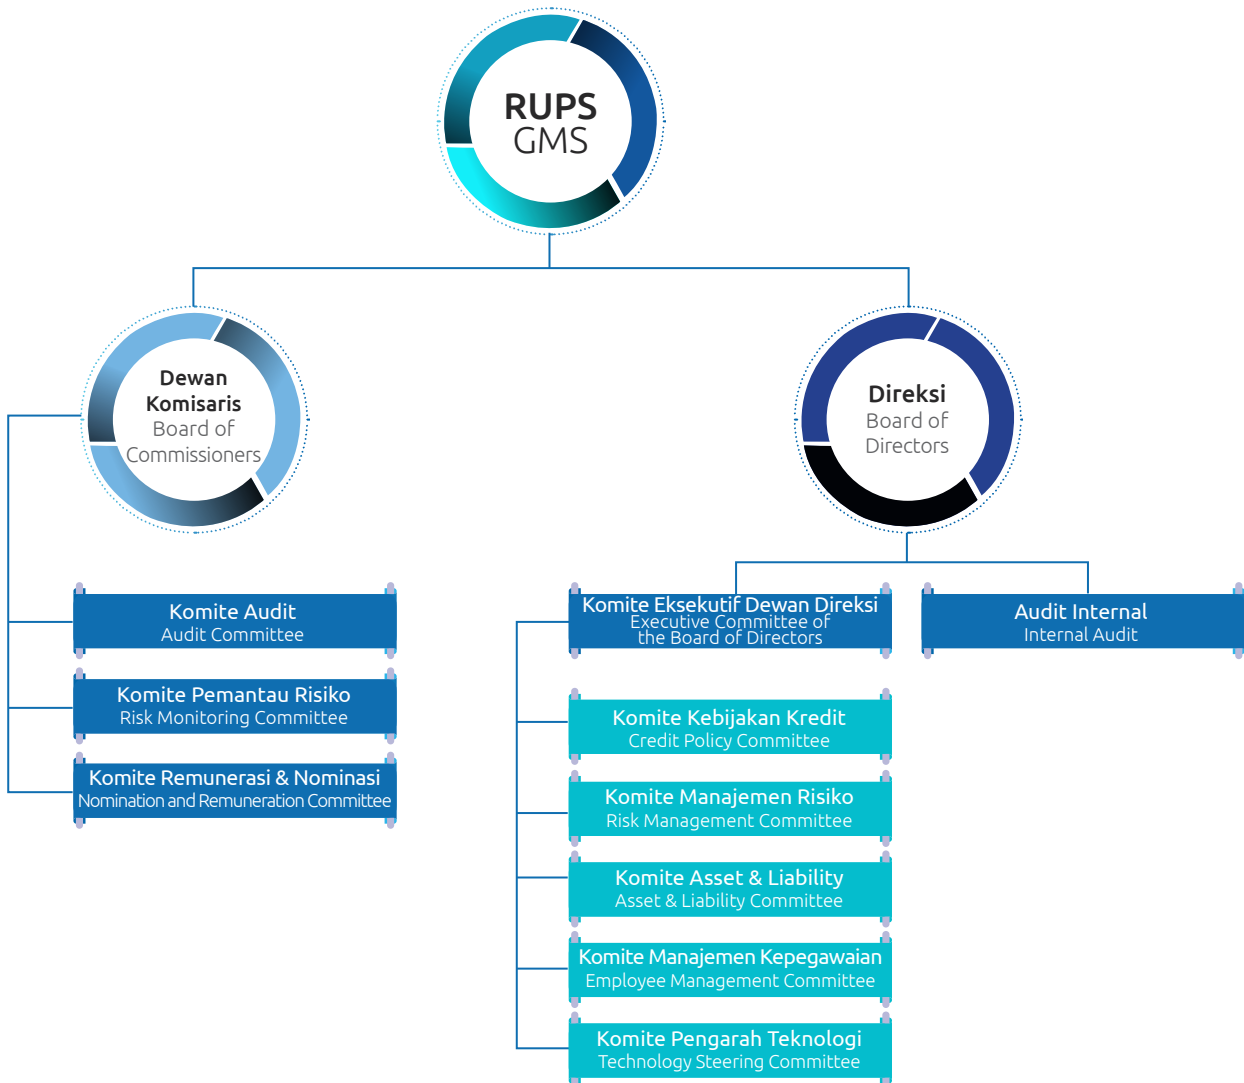 RUPS
GMS
Dewan
Komisaris
Board of
Commissioners
Direksi
Board of
Directors
Komite Audit
Audit Committee
Komite Pemantau Risiko
Risk Monitoring Committee
Komite Remunerasi & Nominasi
Nomination and Remuneration Committee
Komite Eksekutif Dewan Direksi
Executive Committee of
the Board of Directors
Audit Internal
Internal Audit
Komite Kebijakan Kredit
Credit Policy Committee
Komite Manajemen Risiko
Risk Management Committee
Komite Asset & Liability
Asset & Liability Committee
Komite Manajemen Kepegawaian
Employee Management Committee
Komite Pengarah Teknologi
Technology Steering Committee